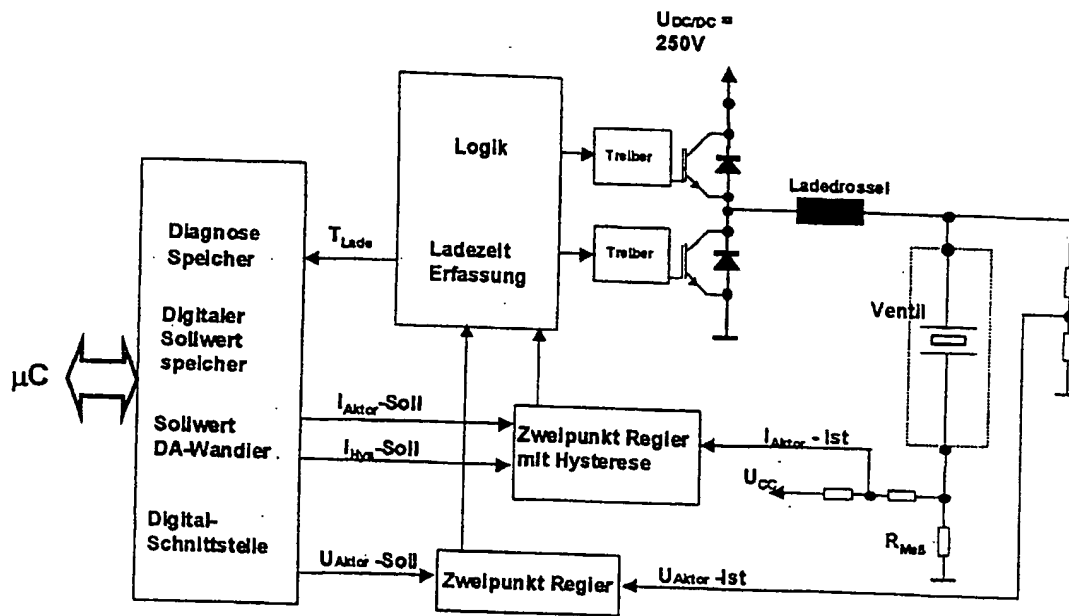 UDC/DC =
250V
Logik
Treiber
Ladedrossel
Diagnose
Speicher
TLade
Ladezeit
Erfassung
Treiber
Digitaler
Sollwert
speicher
Ventil
µC
IAktor-Soll
Sollwert
DA-Wandler
IHys-Soll
Zweipunkt Regler
mit Hysterese
IAktor - Ist
UCC
Digital-
Schnittstelle
RMeß
UAktor-Soll
Zweipunkt Regler
UAktor-Ist